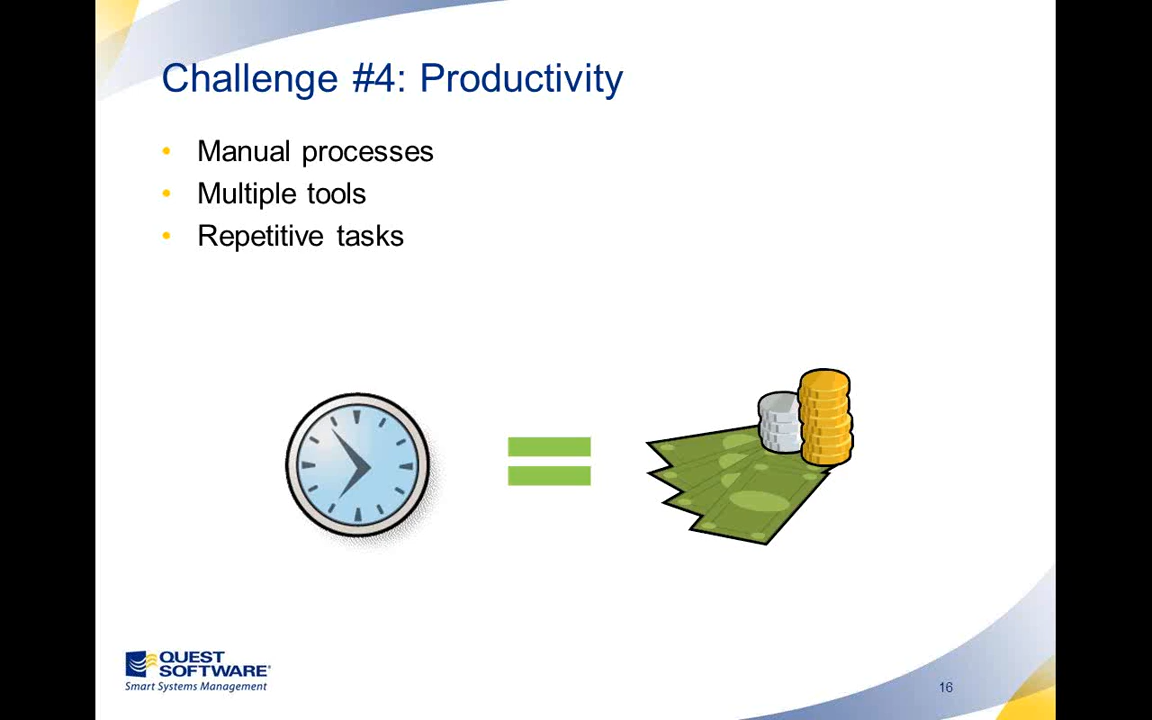 Challenge #4: Productivity
• Manual processes
• Multiple tools
• Repetitive tasks
QUEST
SOFTWARE®
Smart Systems Management
16